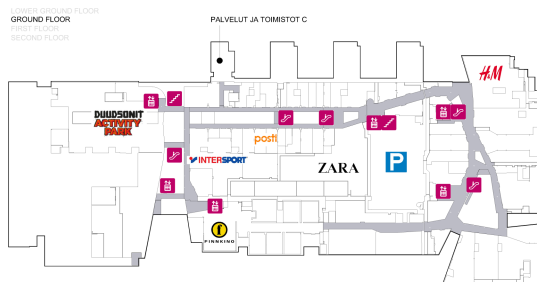 LOWER GROUND FLOOR
GROUND FLOOR
FIRST FLOOR
SECOND FLOOR
PALVELUT JA TOIMISTOT C
H&M
DUUDSONIT
ACTIVITY
PARK
posti
INTERSPORT
ZARA
P
f
FINNKINO